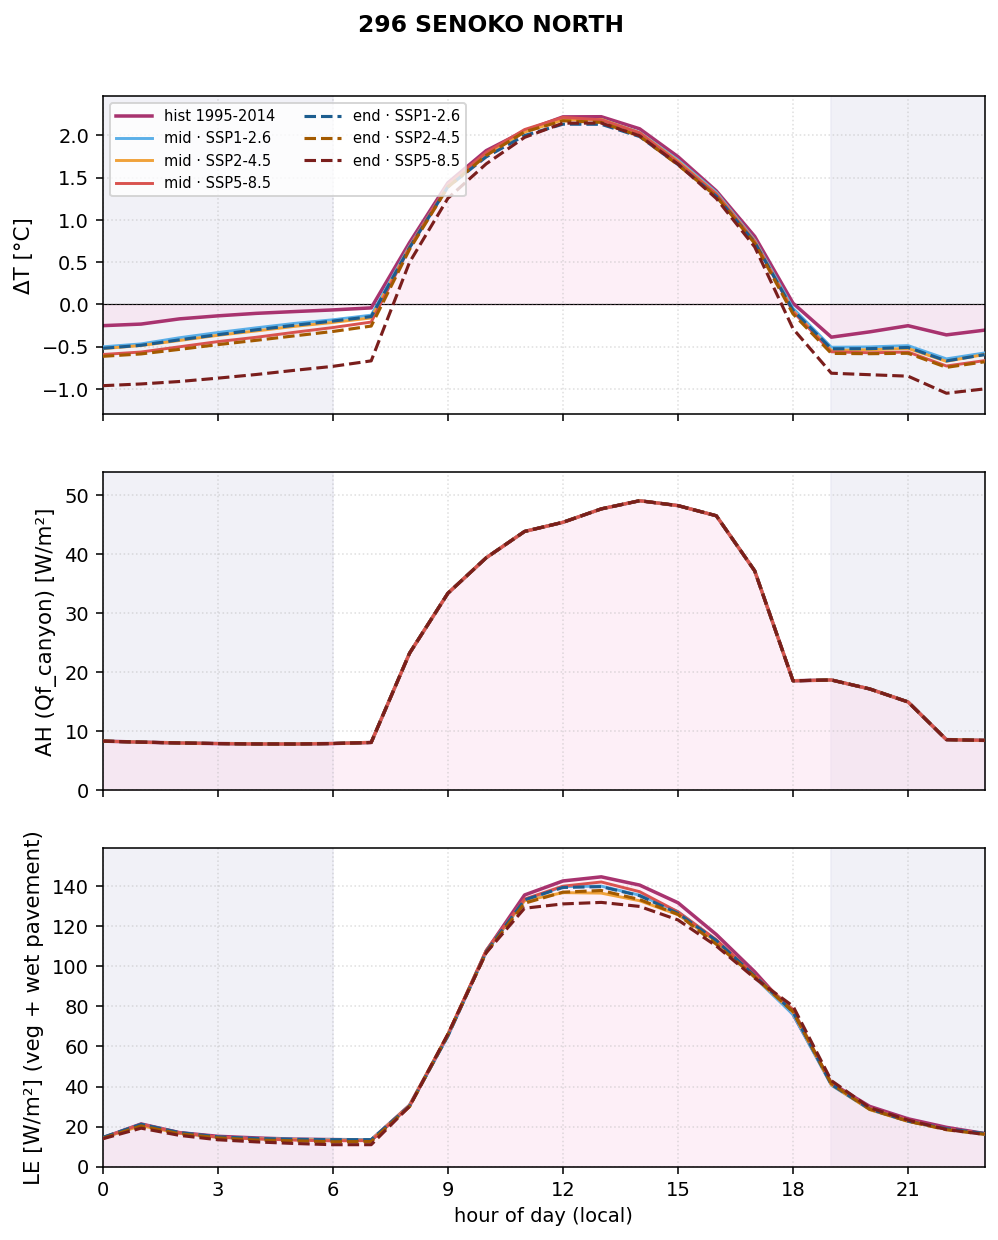 296 SENOKO NORTH
hist 1995-2014
mid · SSP1-2.6
mid · SSP2-4.5
mid · SSP5-8.5
end · SSP1-2.6
end · SSP2-4.5
end · SSP5-8.5
ΔT [°C]
2.0
1.5
1.0
0.5
0.0
−0.5
−1.0
AH (Qf_canyon) [W/m²]
50
40
30
20
10
0
LE [W/m²] (veg + wet pavement)
140
120
100
80
60
40
20
0
0 3 6 9 12 15 18 21
hour of day (local)